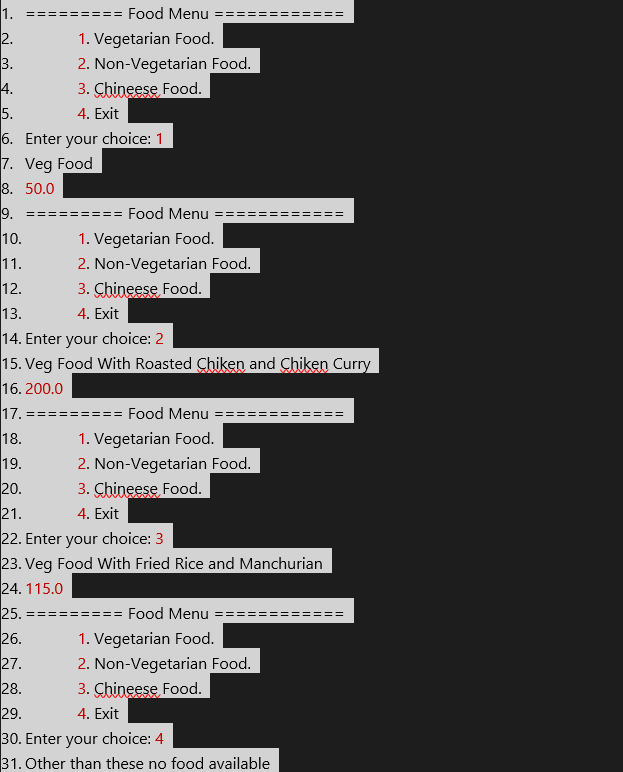 1. ========= Food Menu ============
2. 1. Vegetarian Food.
3. 2. Non-Vegetarian Food.
4. 3. Chineese Food.
5. 4. Exit
6. Enter your choice: 1
7. Veg Food
8. 50.0
9. ========= Food Menu ============
10. 1. Vegetarian Food.
11. 2. Non-Vegetarian Food.
12. 3. Chineese Food.
13. 4. Exit
14. Enter your choice: 2
15. Veg Food With Roasted Chiken and Chiken Curry
16. 200.0
17. ========= Food Menu ============
18. 1. Vegetarian Food.
19. 2. Non-Vegetarian Food.
20. 3. Chineese Food.
21. 4. Exit
22. Enter your choice: 3
23. Veg Food With Fried Rice and Manchurian
24. 115.0
25. ========= Food Menu ============
26. 1. Vegetarian Food.
27. 2. Non-Vegetarian Food.
28. 3. Chineese Food.
29. 4. Exit
30. Enter your choice: 4
31. Other than these no food available